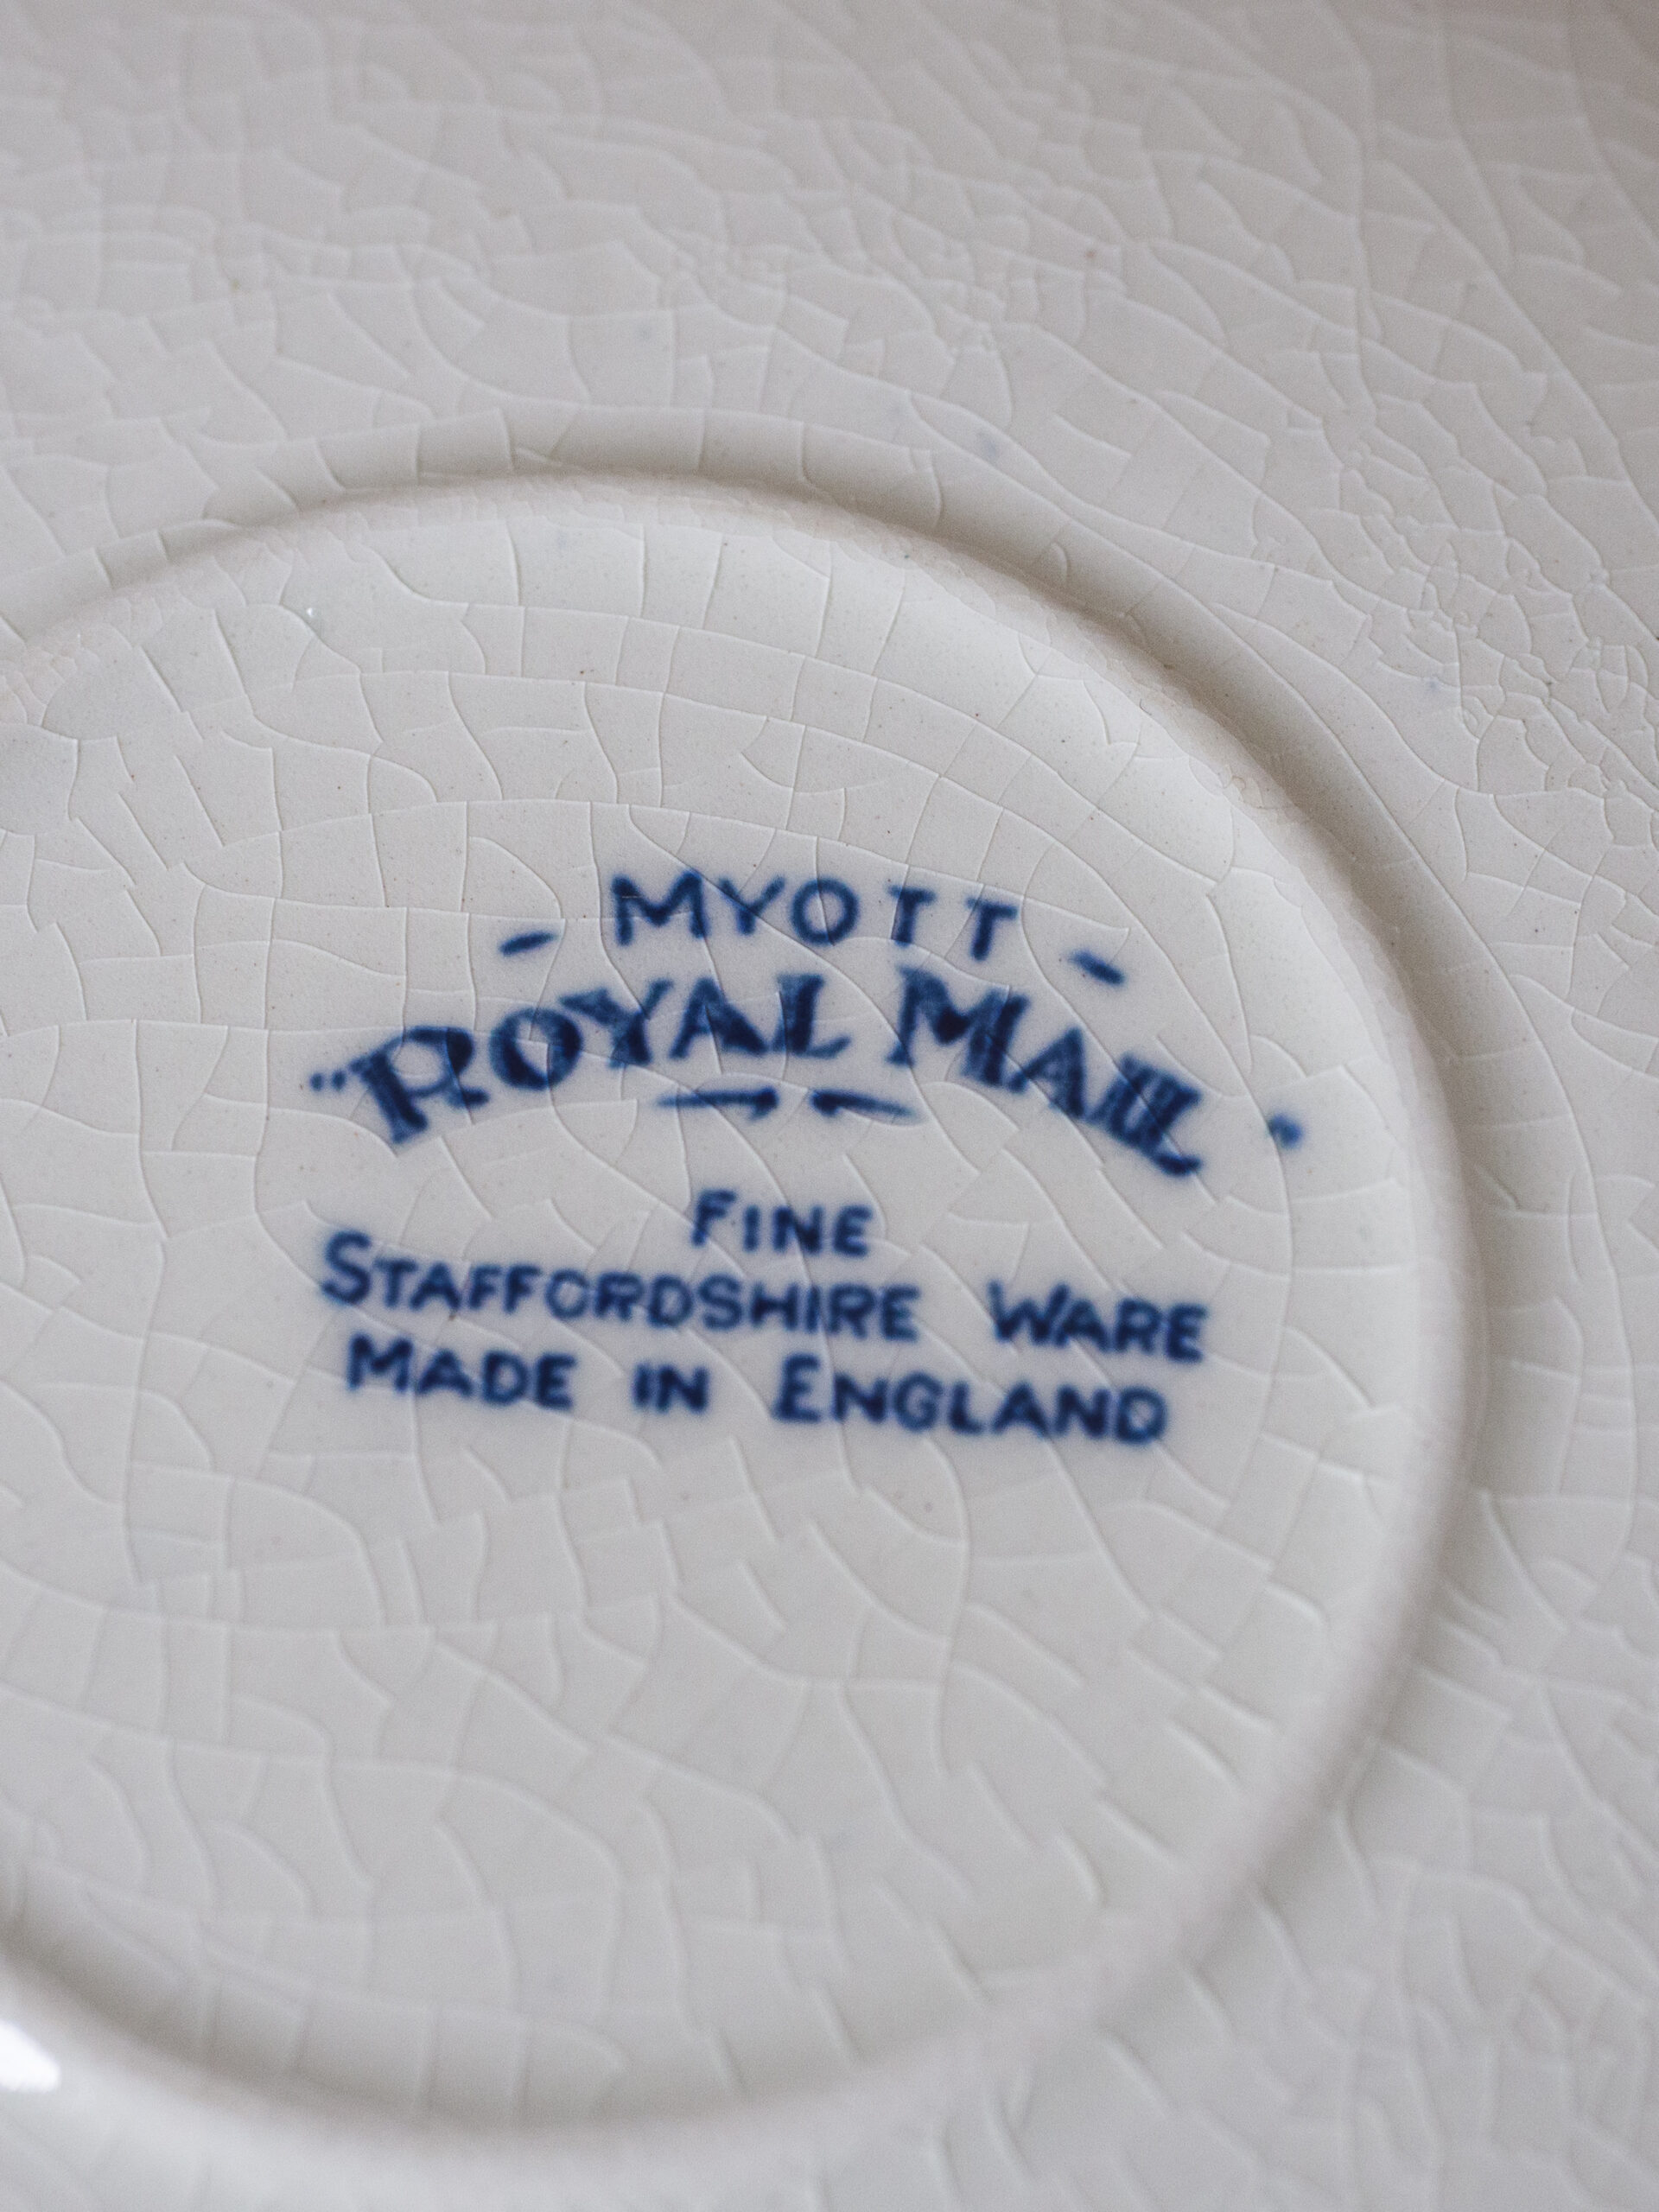 - MYOTT -
"ROYAL MAIL"
FINE
STAFFORDSHIRE WARE
MADE IN ENGLAND